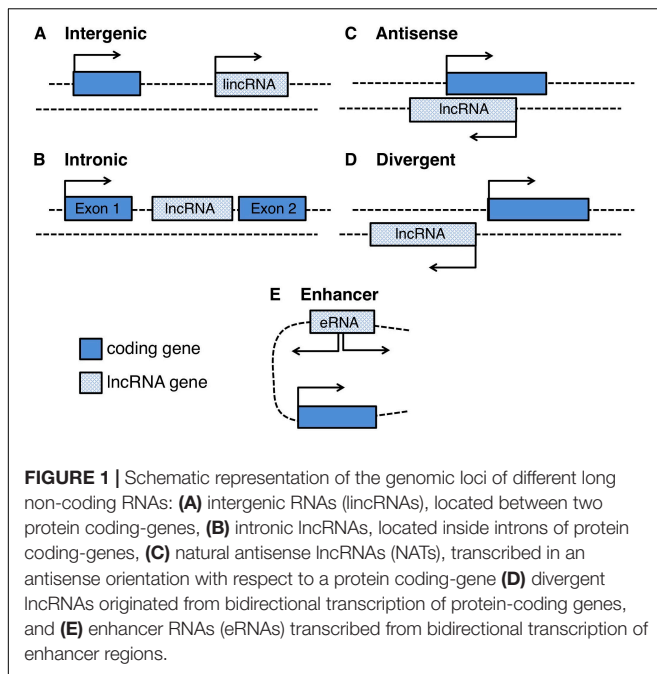 A Intergenic
lincRNA
B Intronic
Exon 1 lncRNA Exon 2
C Antisense
lncRNA
D Divergent
lncRNA
E Enhancer
eRNA
coding gene
lncRNA gene
FIGURE 1 | Schematic representation of the genomic loci of different long
non-coding RNAs: (A) intergenic RNAs (lincRNAs), located between two
protein coding-genes, (B) intronic lncRNAs, located inside introns of protein
coding-genes, (C) natural antisense lncRNAs (NATs), transcribed in an
antisense orientation with respect to a protein coding-gene (D) divergent
lncRNAs originated from bidirectional transcription of protein-coding genes,
and (E) enhancer RNAs (eRNAs) transcribed from bidirectional transcription of
enhancer regions.